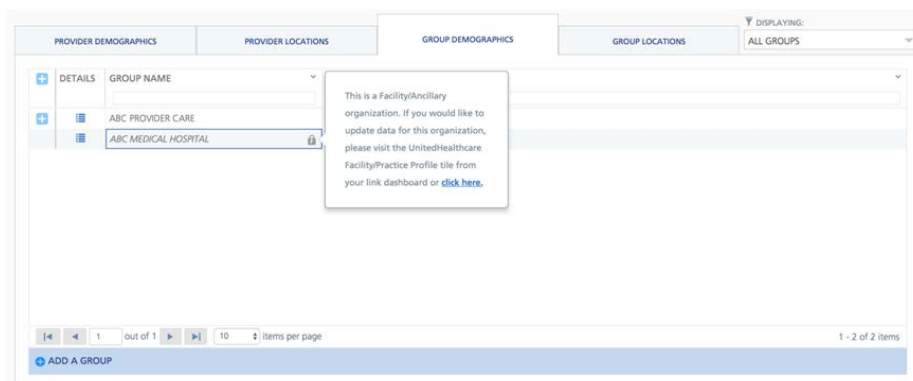 DISPLAYING:
PROVIDER DEMOGRAPHICS
PROVIDER LOCATIONS
GROUP DEMOGRAPHICS
GROUP LOCATIONS
ALL GROUPS
DETAILS GROUP NAME
ABC PROVIDER CARE
ABC MEDICAL HOSPITAL
This is a Facility/Ancillary
organization. If you would like to
update data for this organization,
please visit the UnitedHealthcare
Facility/Practice Profile tile from
your link dashboard or click here.
1 out of 1 10 items per page
1 - 2 of 2 items
ADD A GROUP